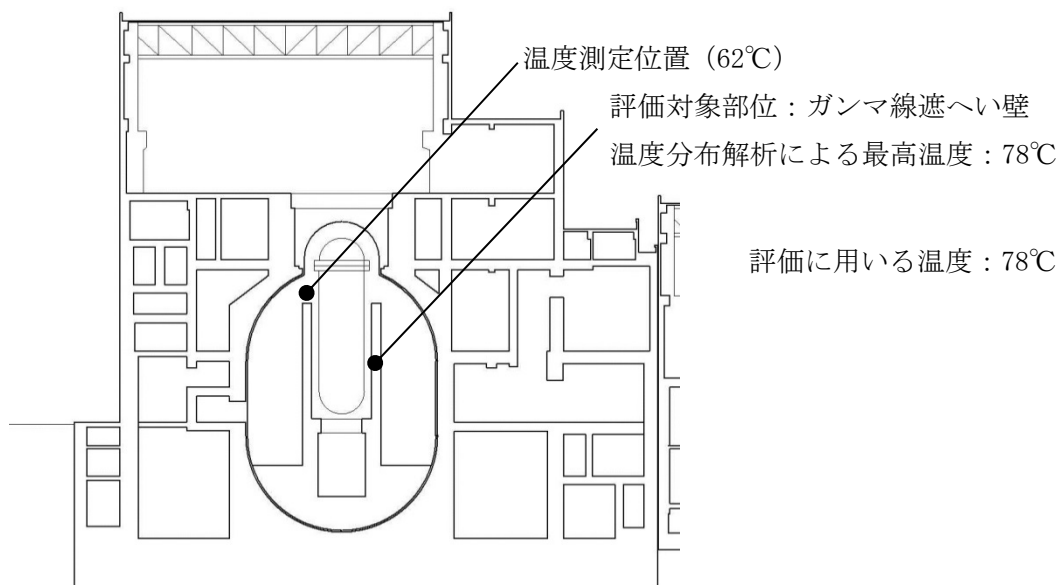 温度測定位置（62℃）
評価対象部位：ガンマ線遮へい壁
温度分布解析による最高温度：78℃
評価に用いる温度：78℃